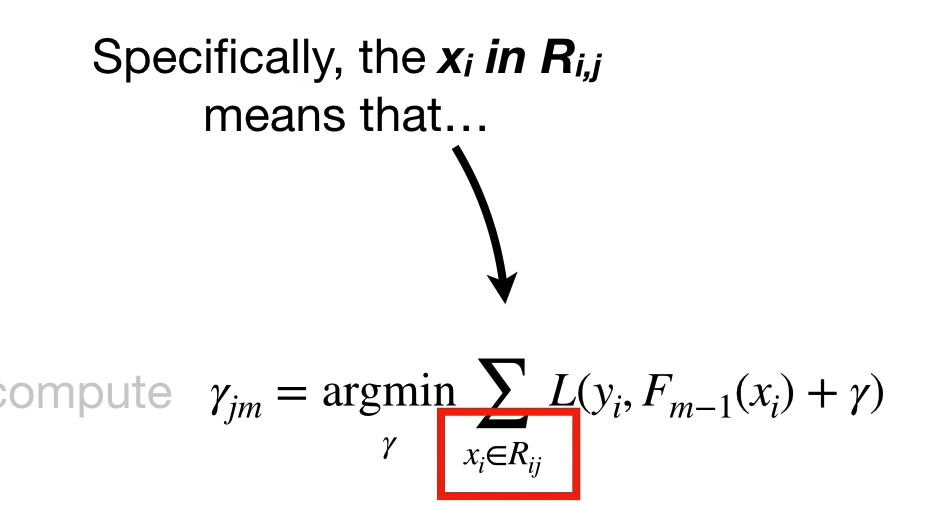 Specifically, the xᵢ in Rᵢ,ⱼ
means that…
compute γⱼₘ = argmin ∑ L(yᵢ, Fₘ₋₁(xᵢ) + γ)
γ xᵢ∈Rᵢⱼ